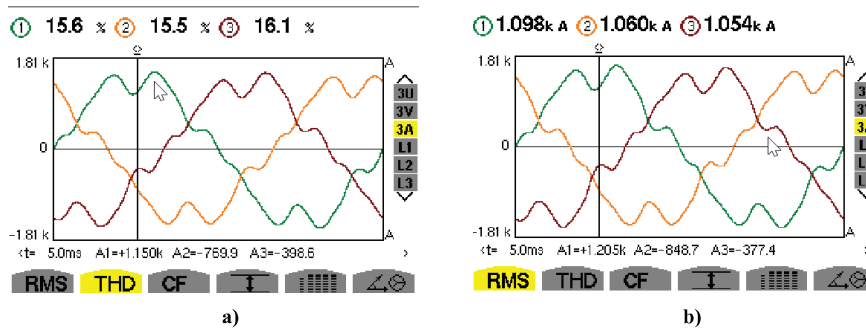 ① 15.6 % ② 15.5 % ③ 16.1 %
1.81 k
A
3U
3V
3A
0
L1
L2
L3
-1.81 k
A
<t= 5.0ms A1=+1.150k A2=-769.9 A3=-398.6 >
RMS THD CF
a)
① 1.098k A ② 1.060k A ③ 1.054k A
1.81 k
A
3
3
3A
0
L
L
L
-1.81 k
A
<t= 5.0ms A1=+1.205k A2=-848.7 A3=-377.4
RMS THD CF
b)